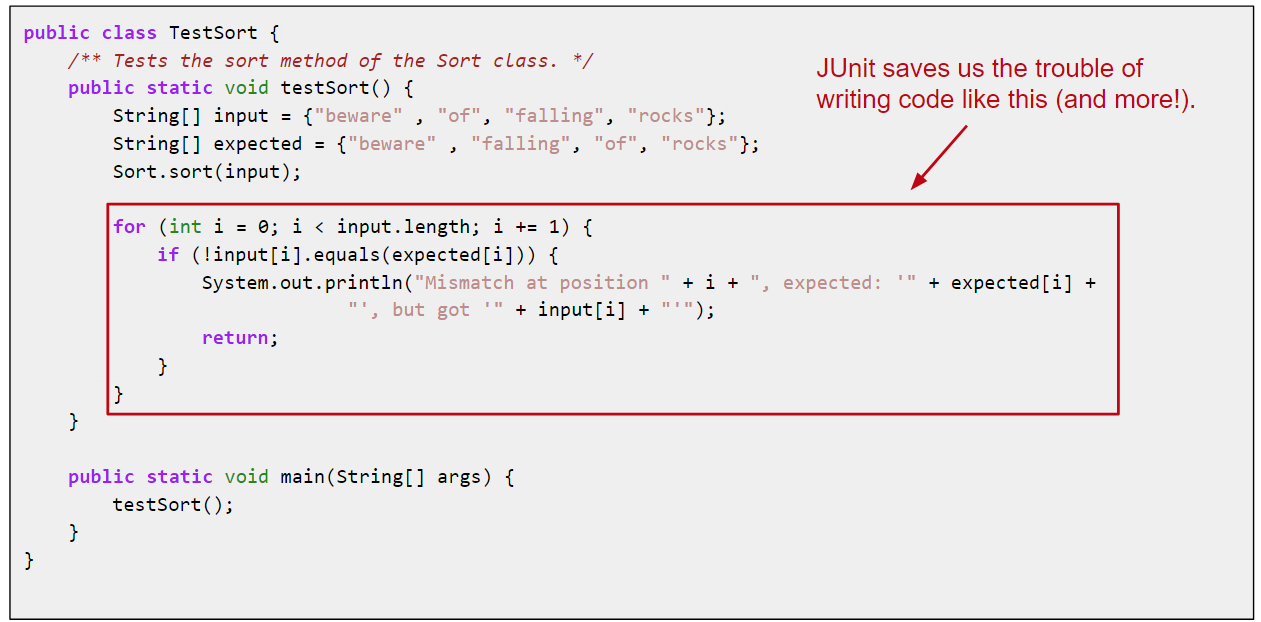 public class TestSort {
    /** Tests the sort method of the Sort class. */
    public static void testSort() {
        String[] input = {"beware" , "of", "falling", "rocks"};
        String[] expected = {"beware" , "falling", "of", "rocks"};
        Sort.sort(input);
JUnit saves us the trouble of
writing code like this (and more!).
        for (int i = 0; i < input.length; i += 1) {
            if (!input[i].equals(expected[i])) {
                System.out.println("Mismatch at position " + i + ", expected: '" + expected[i] +
                             "', but got '" + input[i] + "'");
                return;
            }
        }
    }
    public static void main(String[] args) {
        testSort();
    }
}